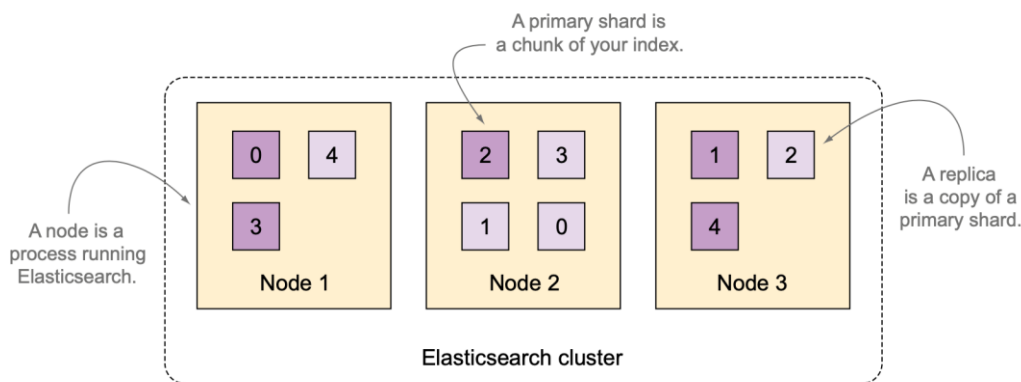 A primary shard is
a chunk of your index.
0
4
3
Node 1
2
3
1
0
Node 2
1
2
4
Node 3
A node is a
process running
Elasticsearch.
A replica
is a copy of a
primary shard.
Elasticsearch cluster